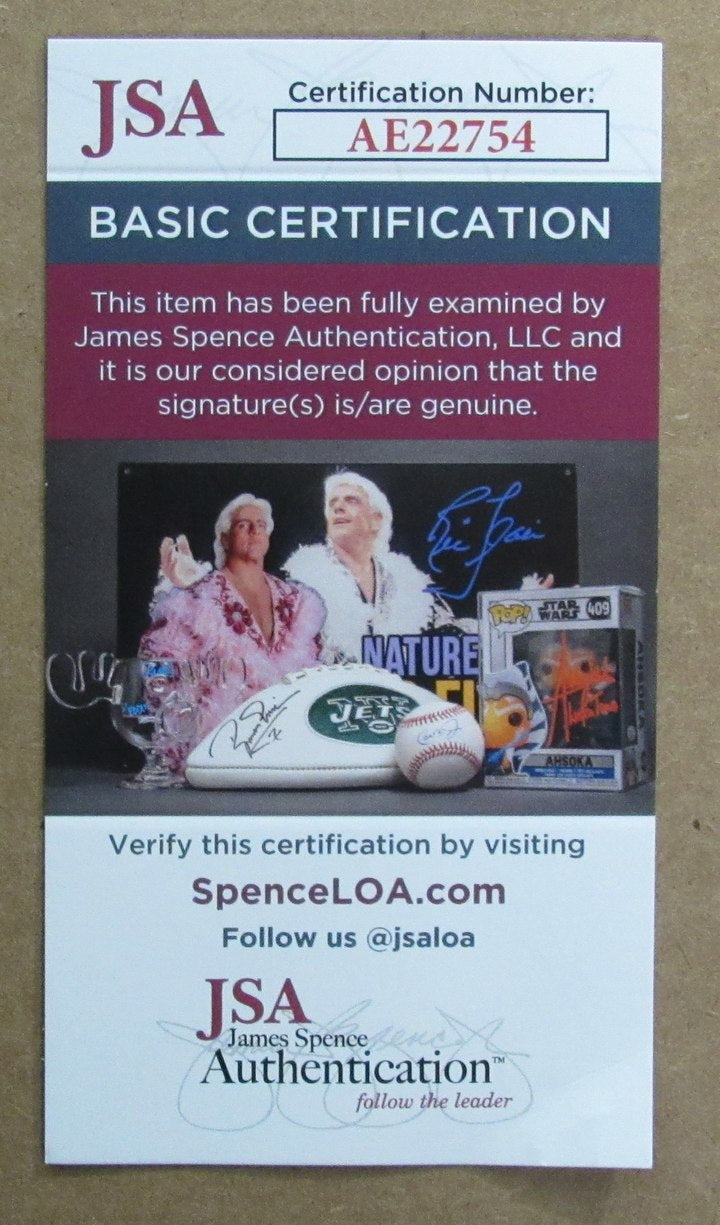 JSA
Certification Number:
AE22754
BASIC CERTIFICATION
This item has been fully examined by
James Spence Authentication, LLC and
it is our considered opinion that the
signature(s) is/are genuine.
NATURE
JETS
POP!
STAR
WARS
409
AHSOKA
Verify this certification by visiting
SpenceLOA.com
Follow us @jsaloa
JSA
James Spence
Authentication™
follow the leader